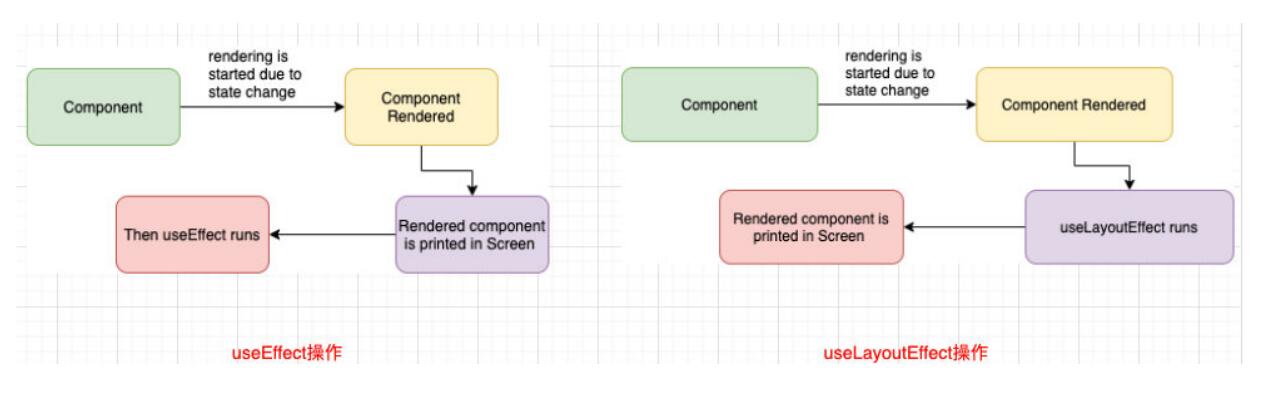 Component
rendering is
started due to
state change
Component
Rendered
Rendered component
is printed in Screen
Then useEffect runs
useEffect操作
Component
rendering is
started due to
state change
Component Rendered
useLayoutEffect runs
Rendered component is
printed in Screen
useLayoutEffect操作